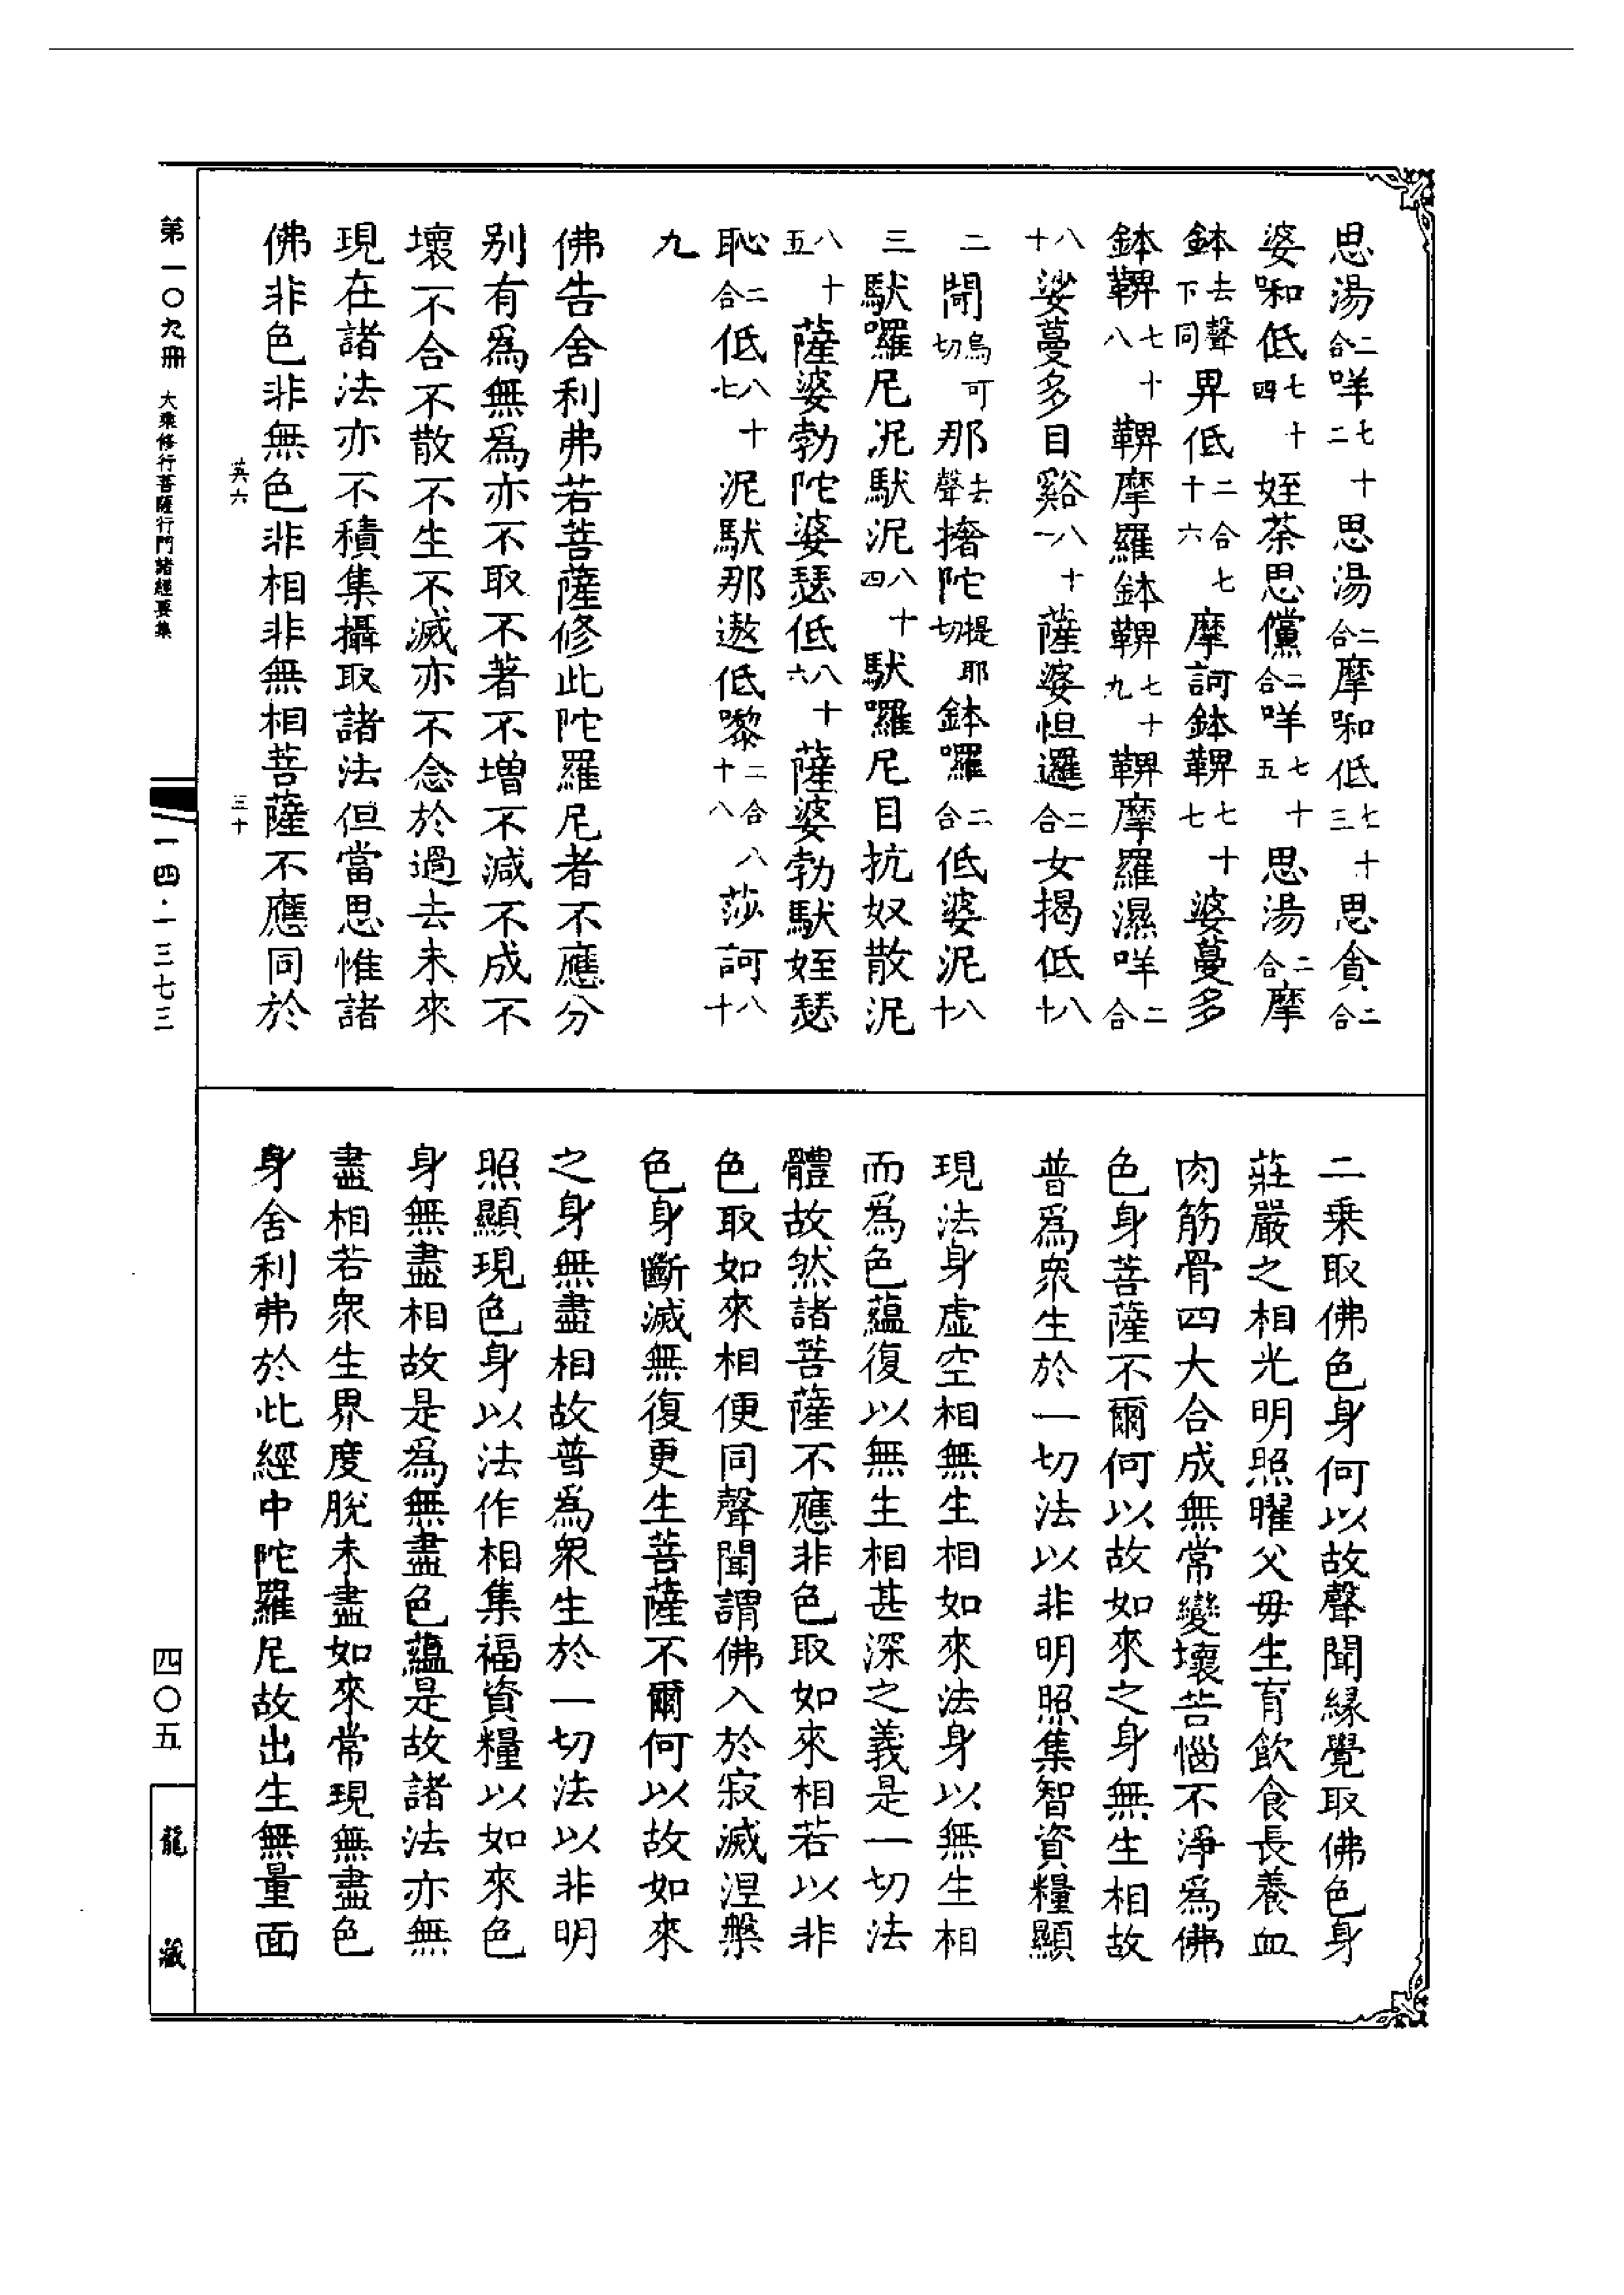 思湯二合咩七十二思湯二合摩啝低七十三思貪二合
婆啝低七十四姪茶思儻二合咩七十五思湯二合摩
鉢去聲下同畀低二合七十六摩訶鉢鞞七十七婆蔓多
鉢鞞七十八鞞摩羅鉢鞞七十九鞞摩羅濕咩二合
八十娑蔓多目谿八十一薩婆怛邏二合女揭低八十
二閜烏可切那去聲撦陀提耶切鉢囉二合低婆泥八十
三馱囉尼泥馱泥八十四馱囉尼目抗奴散泥
八十五薩婆勃陀婆瑟低八十六薩婆勃馱姪瑟
恥二合低八十七泥馱那遨低嚟二合八十八莎訶八十
九
佛告舍利弗若菩薩修此陀羅尼者不應分
別有為無為亦不取不著不增不減不成不
壞不合不散不生不滅亦不念於過去未來
現在諸法亦不積集攝取諸法但當思惟諸
佛非色非無色非相非無相菩薩不應同於
英六
三十
二乘取佛色身何以故聲聞緣覺取佛色身
莊嚴之相光明照曜父母生育飲食長養血
肉筋骨四大合成無常變壞苦惱不淨為佛
色身菩薩不爾何以故如來之身無生相故
普為眾生於一切法以非明照集智資糧顯
現法身虛空相無生相如來法身以無生相
而為色蘊復以無生相甚深之義是一切法
體故然諸菩薩不應非色取如來相若以非
色取如來相便同聲聞謂佛入於寂滅涅槃
色身斷滅無復更生菩薩不爾何以故如來
之身無盡相故普為眾生於一切法以非明
照顯現色身以法作相集福資糧以如來色
身無盡相故是為無盡色蘊是故諸法亦無
盡相若眾生界度脫未盡如來常現無盡色
身舍利弗於此經中陀羅尼故出生無量面
第一〇九冊 大乘修行菩薩行門諸經要集
一四·一三七三
四〇五
龍藏